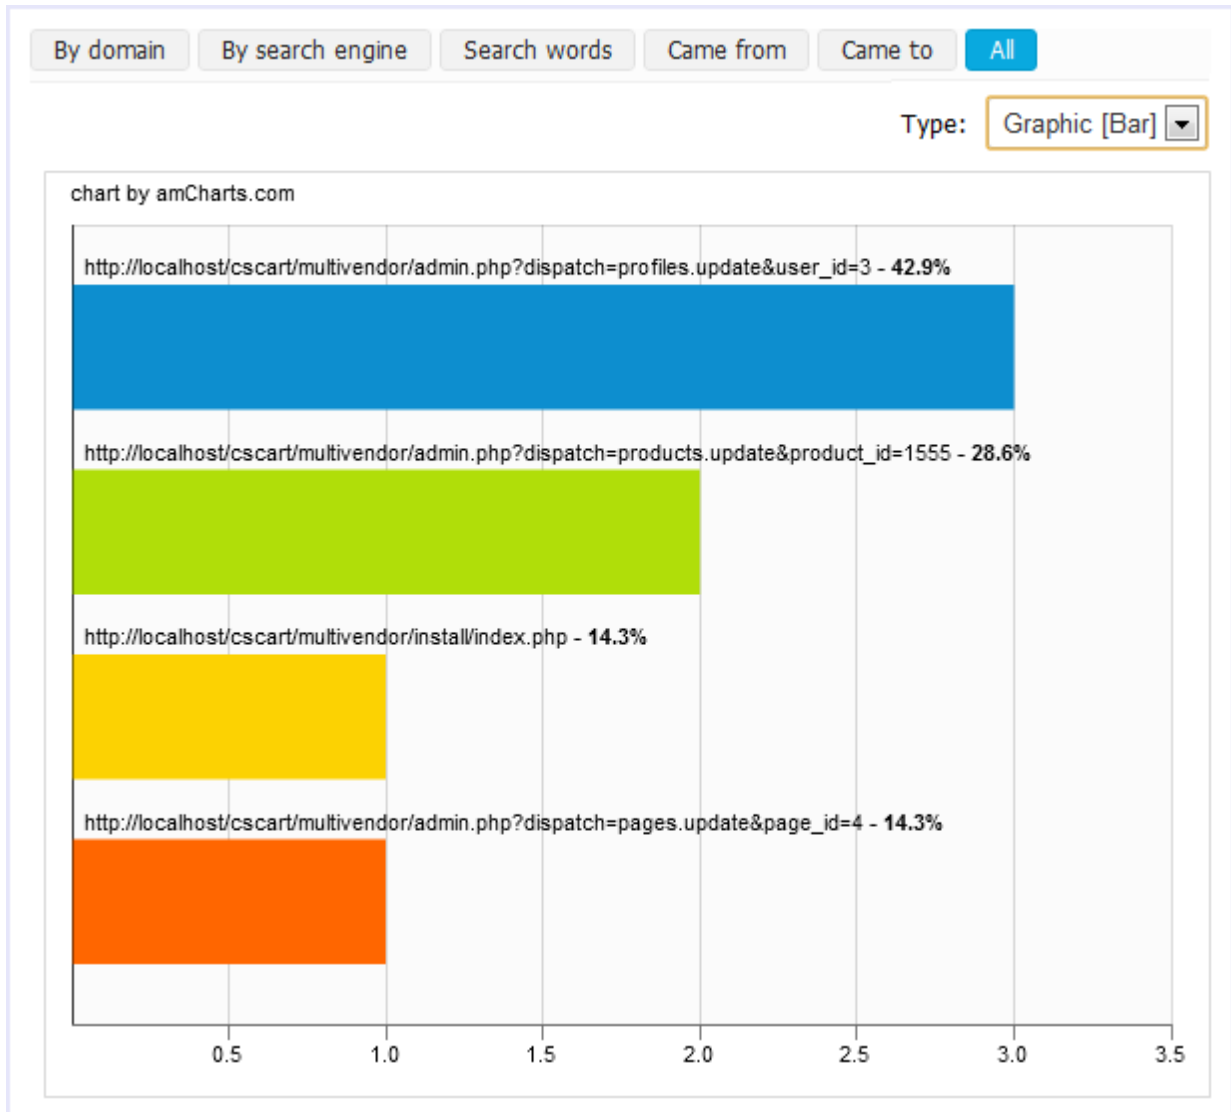 By domain By search engine Search words Came from Came to All
Type: Graphic [Bar]
chart by amCharts.com
http://localhost/cscart/multivendor/admin.php?dispatch=profiles.update&user_id=3 - 42.9%
http://localhost/cscart/multivendor/admin.php?dispatch=products.update&product_id=1555 - 28.6%
http://localhost/cscart/multivendor/install/index.php - 14.3%
http://localhost/cscart/multivendor/admin.php?dispatch=pages.update&page_id=4 - 14.3%
0.5 1.0 1.5 2.0 2.5 3.0 3.5